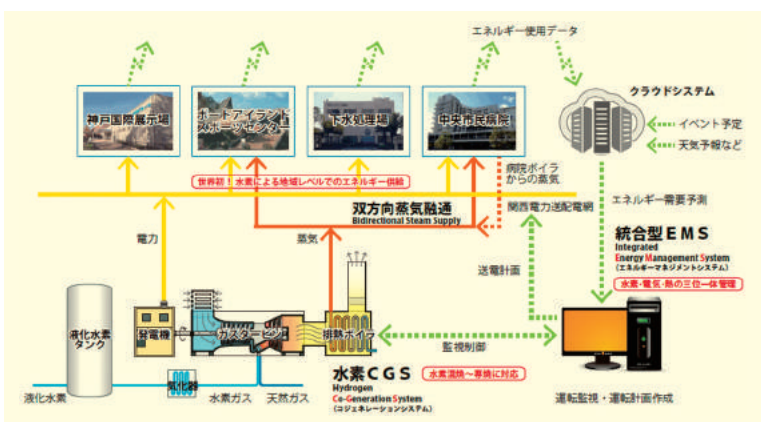 エネルギー使用データ
神戸国際展示場
ポートアイランド
スポーツセンター
下水処理場
中央市民病院
クラウドシステム
イベント予定
天気予報など
世界初！水素による地域レベルでのエネルギー供給
病院ボイラ
からの蒸気
双方向蒸気融通
Bidirectional Steam Supply
関西電力送配電網
エネルギー需要予測
電力
蒸気
送電計画
統合型EMS
Integrated
Energy Management System
（エネルギーマネジメントシステム）
水素・電気・熱の三位一体管理
液化水素
タンク
発電機
ガスタービン
排熱ボイラ
監視制御
水素CGS
Hydrogen
Co-Generation System
（コジェネレーションシステム）
水素混焼～専焼に対応
気化器
液化水素
水素ガス
天然ガス
運転監視・運転計画作成